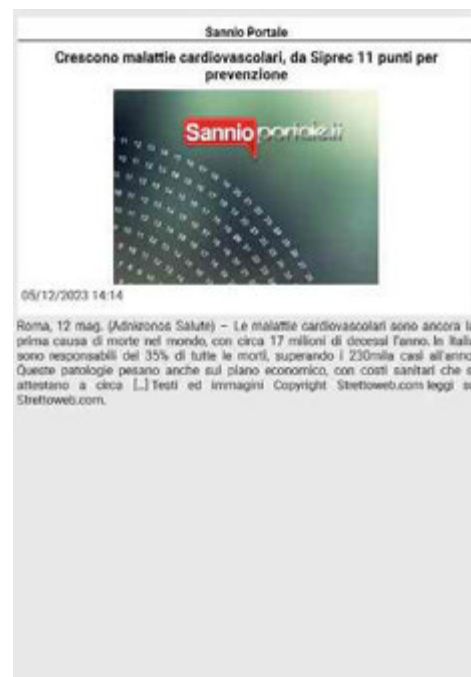 Sannio Portale
Crescono malattie cardiovascolari, da Siprec 11 punti per
prevenzione
Sannio portale.it
05/12/2023 14:14
Roma, 12 mag. (Adnkronos Salute) – Le malattie cardiovascolari sono ancora la
prima causa di morte nel mondo, con circa 17 milioni di decessi l'anno. In Italia
sono responsabili del 35% di tutte le morti, superando i 230mila casi all'anno.
Queste patologie pesano anche sul piano economico, con costi sanitari che si
attestano a circa [...] Testi ed immagini Copyright Strettoweb.com leggi su
Strettoweb.com.